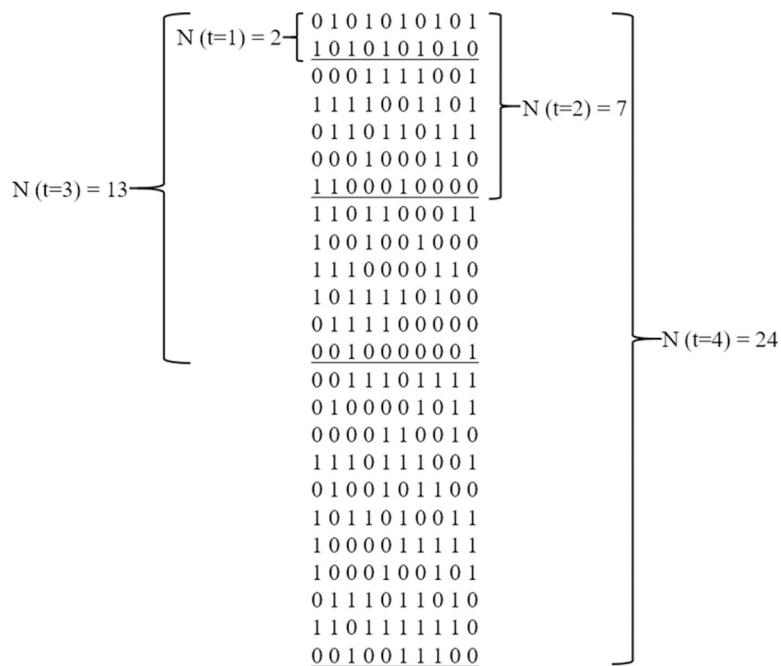 N (t=1) = 2
0 1 0 1 0 1 0 1 0 1
1 0 1 0 1 0 1 0 1 0
0 0 0 1 1 1 1 0 0 1
1 1 1 1 0 0 1 1 0 1
N (t=2) = 7
0 1 1 0 1 1 0 1 1 1
0 0 0 1 0 0 0 1 1 0
N (t=3) = 13
1 1 0 0 0 1 0 0 0 0
1 1 0 1 1 0 0 0 1 1
1 0 0 1 0 0 1 0 0 0
1 1 1 0 0 0 0 1 1 0
1 0 1 1 1 1 0 1 0 0
0 1 1 1 1 0 0 0 0 0
N (t=4) = 24
0 0 1 0 0 0 0 0 0 1
0 0 1 1 1 0 1 1 1 1
0 1 0 0 0 0 1 0 1 1
0 0 0 0 1 1 0 0 1 0
1 1 1 0 1 1 1 0 0 1
0 1 0 0 1 0 1 1 0 0
1 0 1 1 0 1 0 0 1 1
1 0 0 0 0 1 1 1 1 1
1 0 0 0 1 0 0 1 0 1
0 1 1 1 0 1 1 0 1 0
1 1 0 1 1 1 1 1 1 0
0 0 1 0 0 1 1 1 0 0